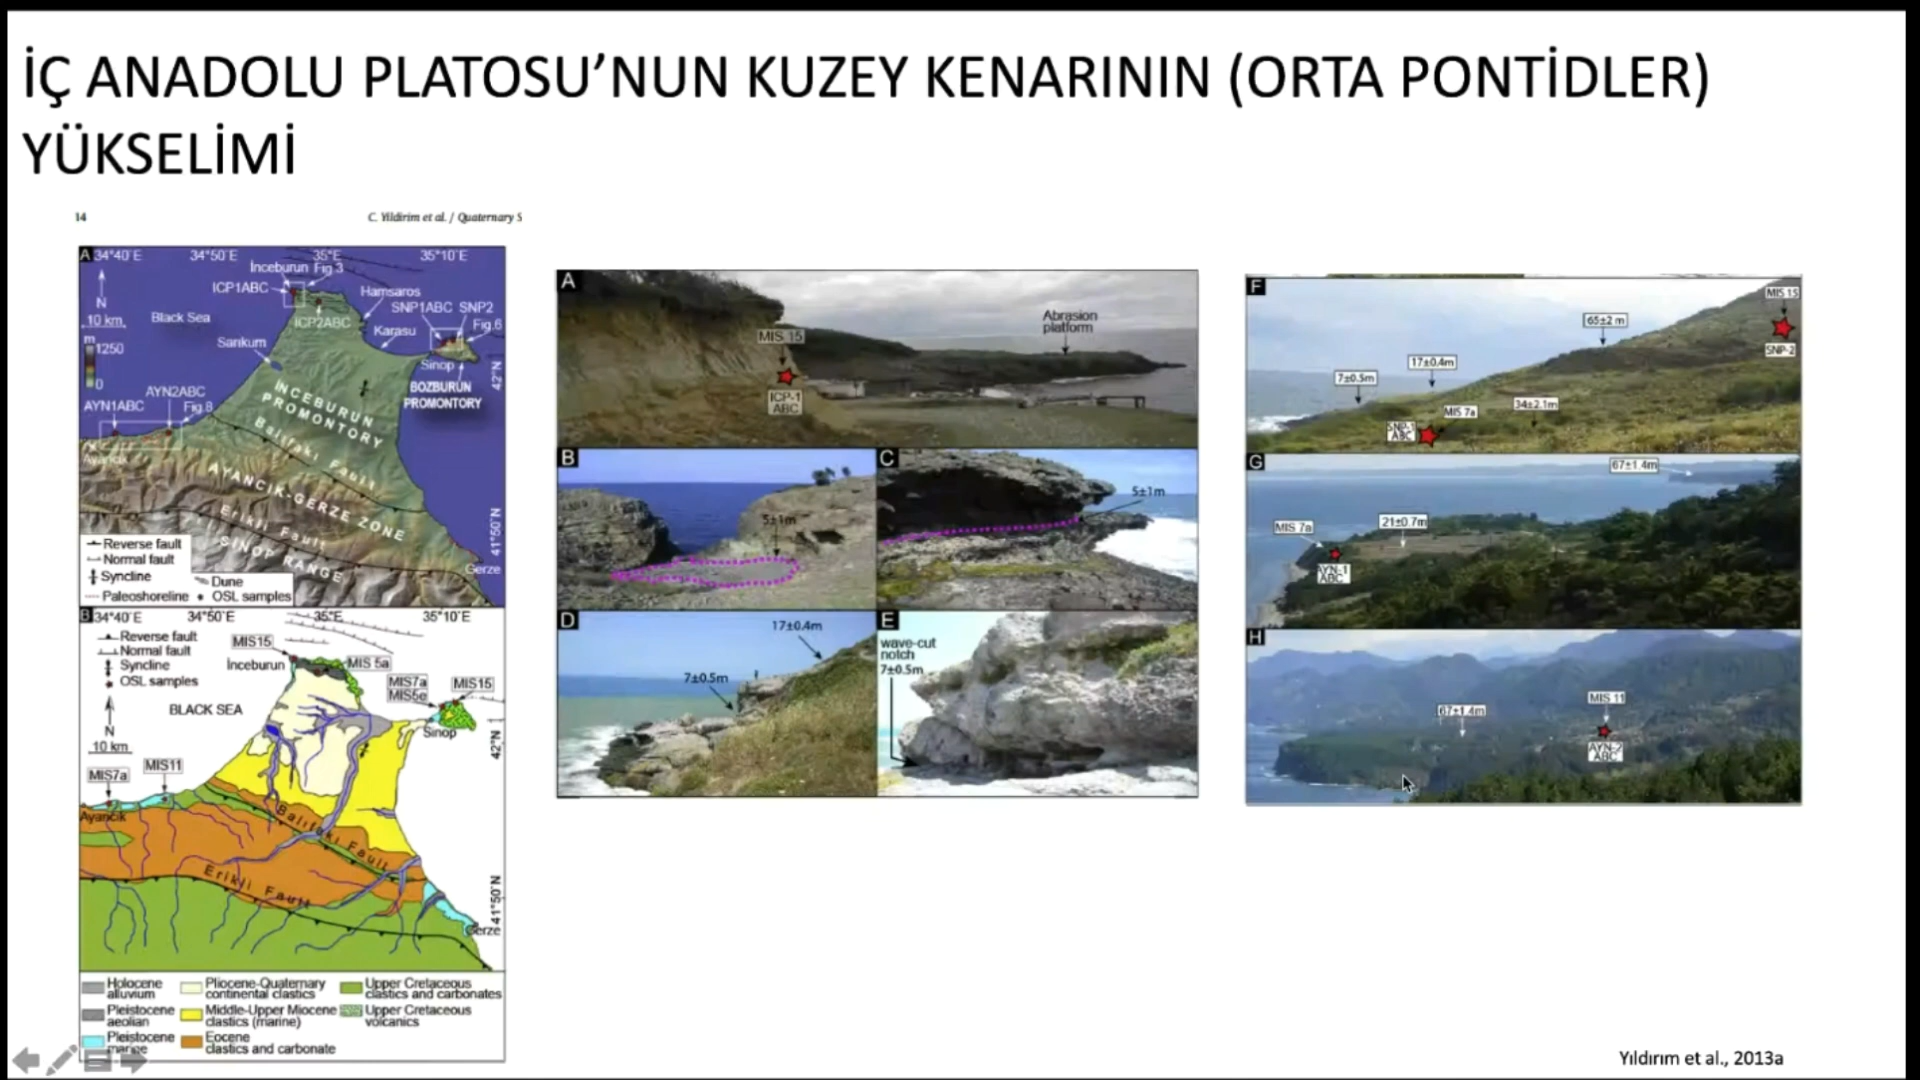 İÇ ANADOLU PLATOSU’NUN KUZEY KENARININ (ORTA PONTİDLER)
YÜKSELİMİ
14
C. Yildirim et al. / Quaternary S
A 34°40'E 34°50'E 35°E 35°10'E
İnceburun Fig 3
ICP1ABC
Hamsaros
N
ICP2ABC
SNP1ABC SNP2
10 km
Black Sea
Karasu
Fig.6
m
1250
0
Sarıkum
Sinop
42°N
BOZBURUN
PROMONTORY
AYN2ABC
AYN1ABC
Fig.8
İNCEBURUN
PROMONTORY
Balıfakı Fault
Ayancık
AYANCIK-GERZE ZONE
Erikli Fault
SİNOP RANGE
41°50'N
Gerze
Reverse fault
Normal fault
Syncline
Dune
Paleoshoreline
OSL samples
B 34°40'E 34°50'E 35°E 35°10'E
Reverse fault
Normal fault
Syncline
OSL samples
MIS15
İnceburun
MIS 5a
MIS7a
MIS5e
MIS15
BLACK SEA
N
10 km
Sinop
42°N
MIS7a
MIS11
Ayancık
Balıfakı Fault
Erikli Fault
41°50'N
Gerze
Holocene
alluvium
Pliocene-Quaternary
continental clastics
Upper Cretaceous
clastics and carbonates
Pleistocene
aeolian
Middle-Upper Miocene
clastics (marine)
Upper Cretaceous
volcanics
Pleistocene
marine
Eocene
clastics and carbonate
A
MIS 15
ICP-1
ABC
Abrasion
platform
B
5±1m
C
5±1m
D
17±0.4m
7±0.5m
E
wave-cut
notch
7±0.5m
F
MIS 15
SNP-2
65±2 m
17±0.4m
7±0.5m
34±2.1m
MIS 7a
SNP-1
ABC
G
67±1.4m
MIS 7a
21±0.7m
AYN-1
ABC
H
67±1.4m
MIS 11
AYN-2
ABC
Yıldırım et al., 2013a